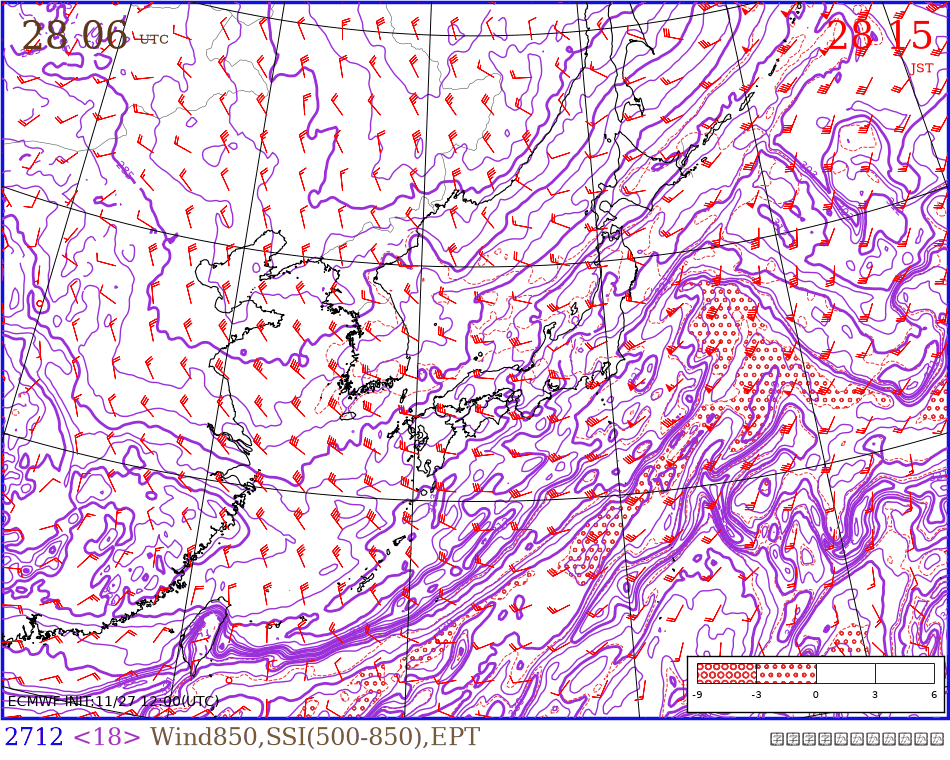 28 06 UTC
28 15 JST
ECMWF INIT:11/27 12:00(UTC)
-9 -3 0 3 6
2712 <18> Wind850,SSI(500-850),EPT